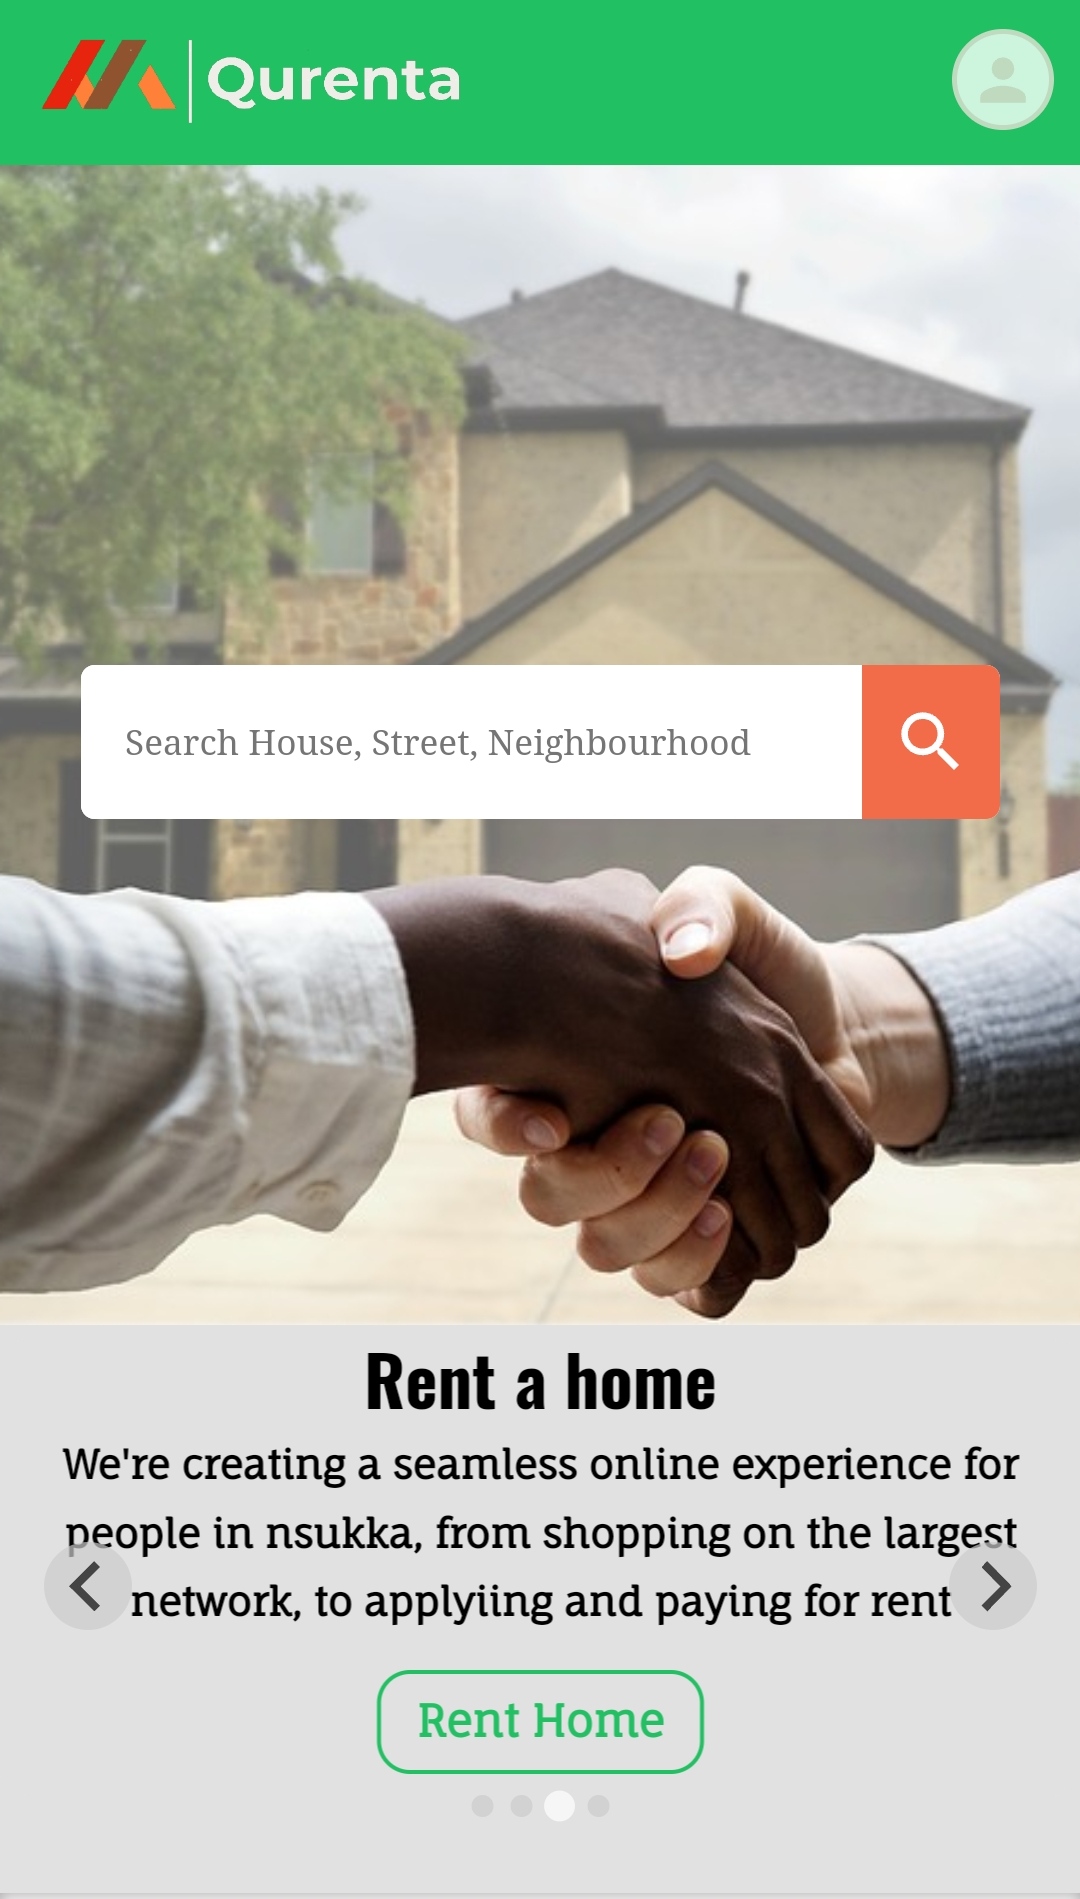 Qurenta
Search House, Street, Neighbourhood
Rent a home
We're creating a seamless online experience for
people in nsukka, from shopping on the largest
network, to applyiing and paying for rent
Rent Home